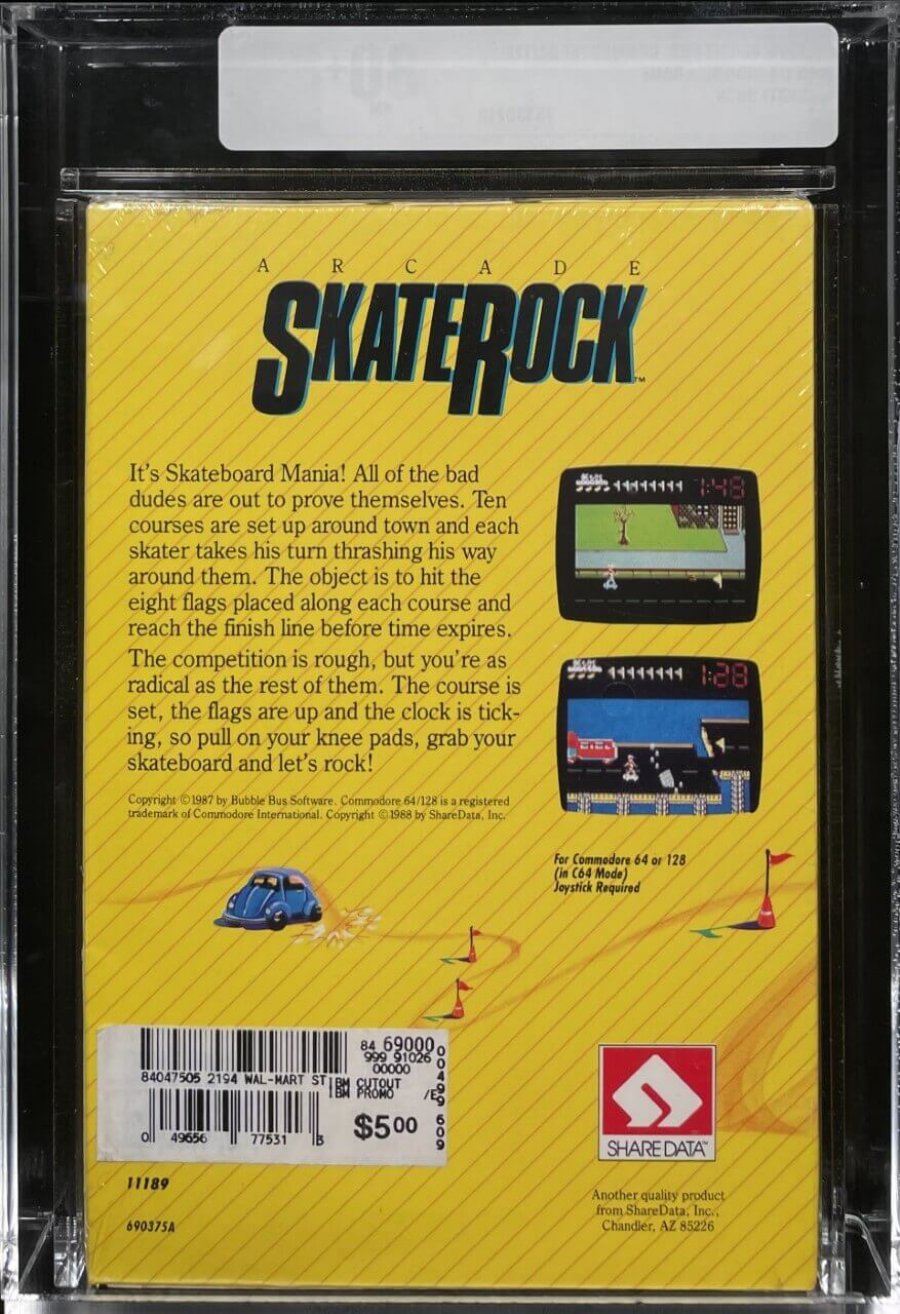 A R C A D E
SKATEROCK™
It's Skateboard Mania! All of the bad
dudes are out to prove themselves. Ten
courses are set up around town and each
skater takes his turn thrashing his way
around them. The object is to hit the
eight flags placed along each course and
reach the finish line before time expires.
The competition is rough, but you're as
radical as the rest of them. The course is
set, the flags are up and the clock is tick-
ing, so pull on your knee pads, grab your
skateboard and let's rock!
1:48
1:28
Copyright ©1987 by Bubble Bus Software. Commodore 64/128 is a registered
trademark of Commodore International. Copyright ©1988 by ShareData, Inc.
For Commodore 64 or 128
(in C64 Mode)
Joystick Required
84 69000
999 91026
00000
84047505 2194 WAL-MART ST
IBM CUTOUT
IBM PROMO /E9
0 49656 77531 3
$5.00
00499 609
SHARE DATA™
11189
690375A
Another quality product
from ShareData, Inc.,
Chandler, AZ 85226